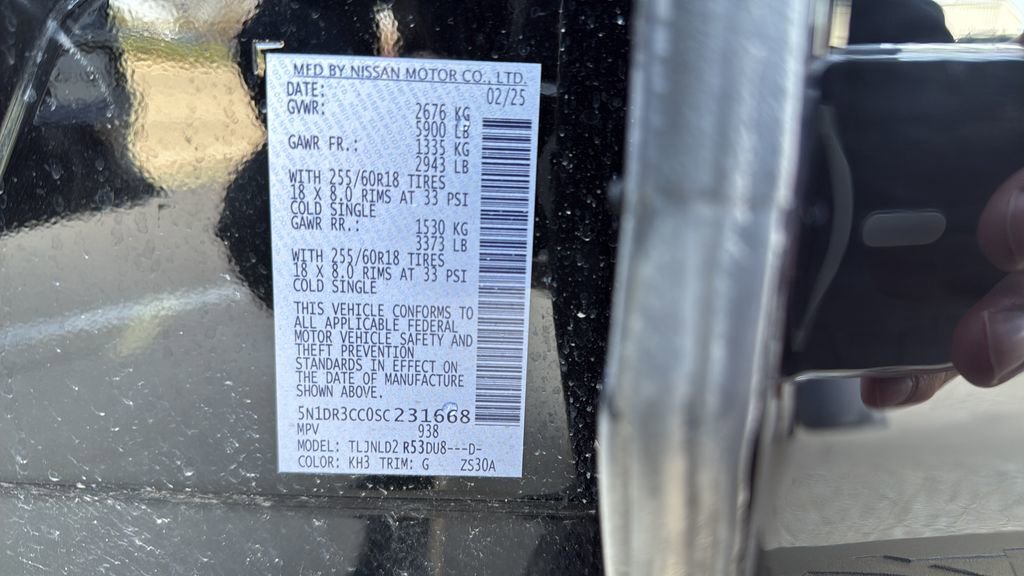 MFD BY NISSAN MOTOR CO., LTD.
DATE: 02/25
GVWR: 2676 KG
5900 LB
GAWR FR.: 1335 KG
2943 LB
WITH 255/60R18 TIRES
18 X 8.0 RIMS AT 33 PSI
COLD SINGLE
GAWR RR.: 1530 KG
3373 LB
WITH 255/60R18 TIRES
18 X 8.0 RIMS AT 33 PSI
COLD SINGLE
THIS VEHICLE CONFORMS TO
ALL APPLICABLE FEDERAL
MOTOR VEHICLE SAFETY AND
THEFT PREVENTION
STANDARDS IN EFFECT ON
THE DATE OF MANUFACTURE
SHOWN ABOVE.
5N1DR3CC0SC231668
MPV 938
MODEL: TLJNLD2 R53DU8---D-
COLOR: KH3 TRIM: G ZS30A